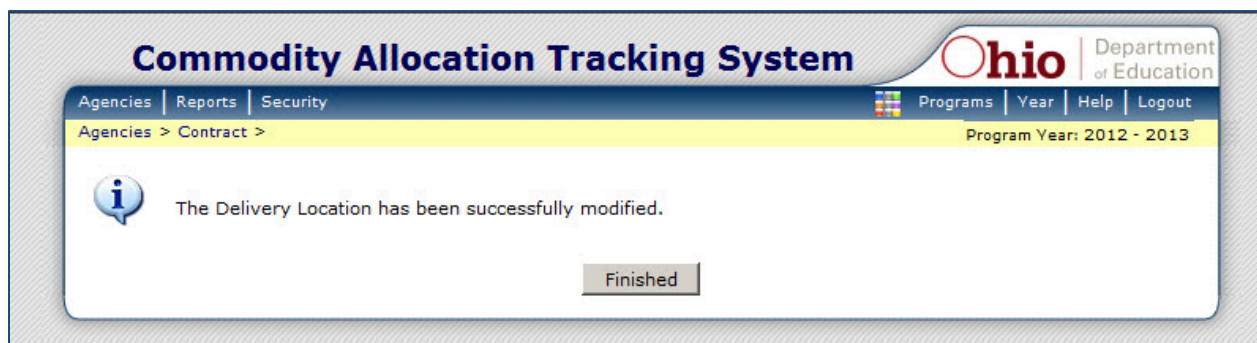 Commodity Allocation Tracking System
Ohio
Department
of Education
Agencies | Reports | Security
Programs | Year | Help | Logout
Agencies > Contract >
Program Year: 2012 - 2013
The Delivery Location has been successfully modified.
Finished